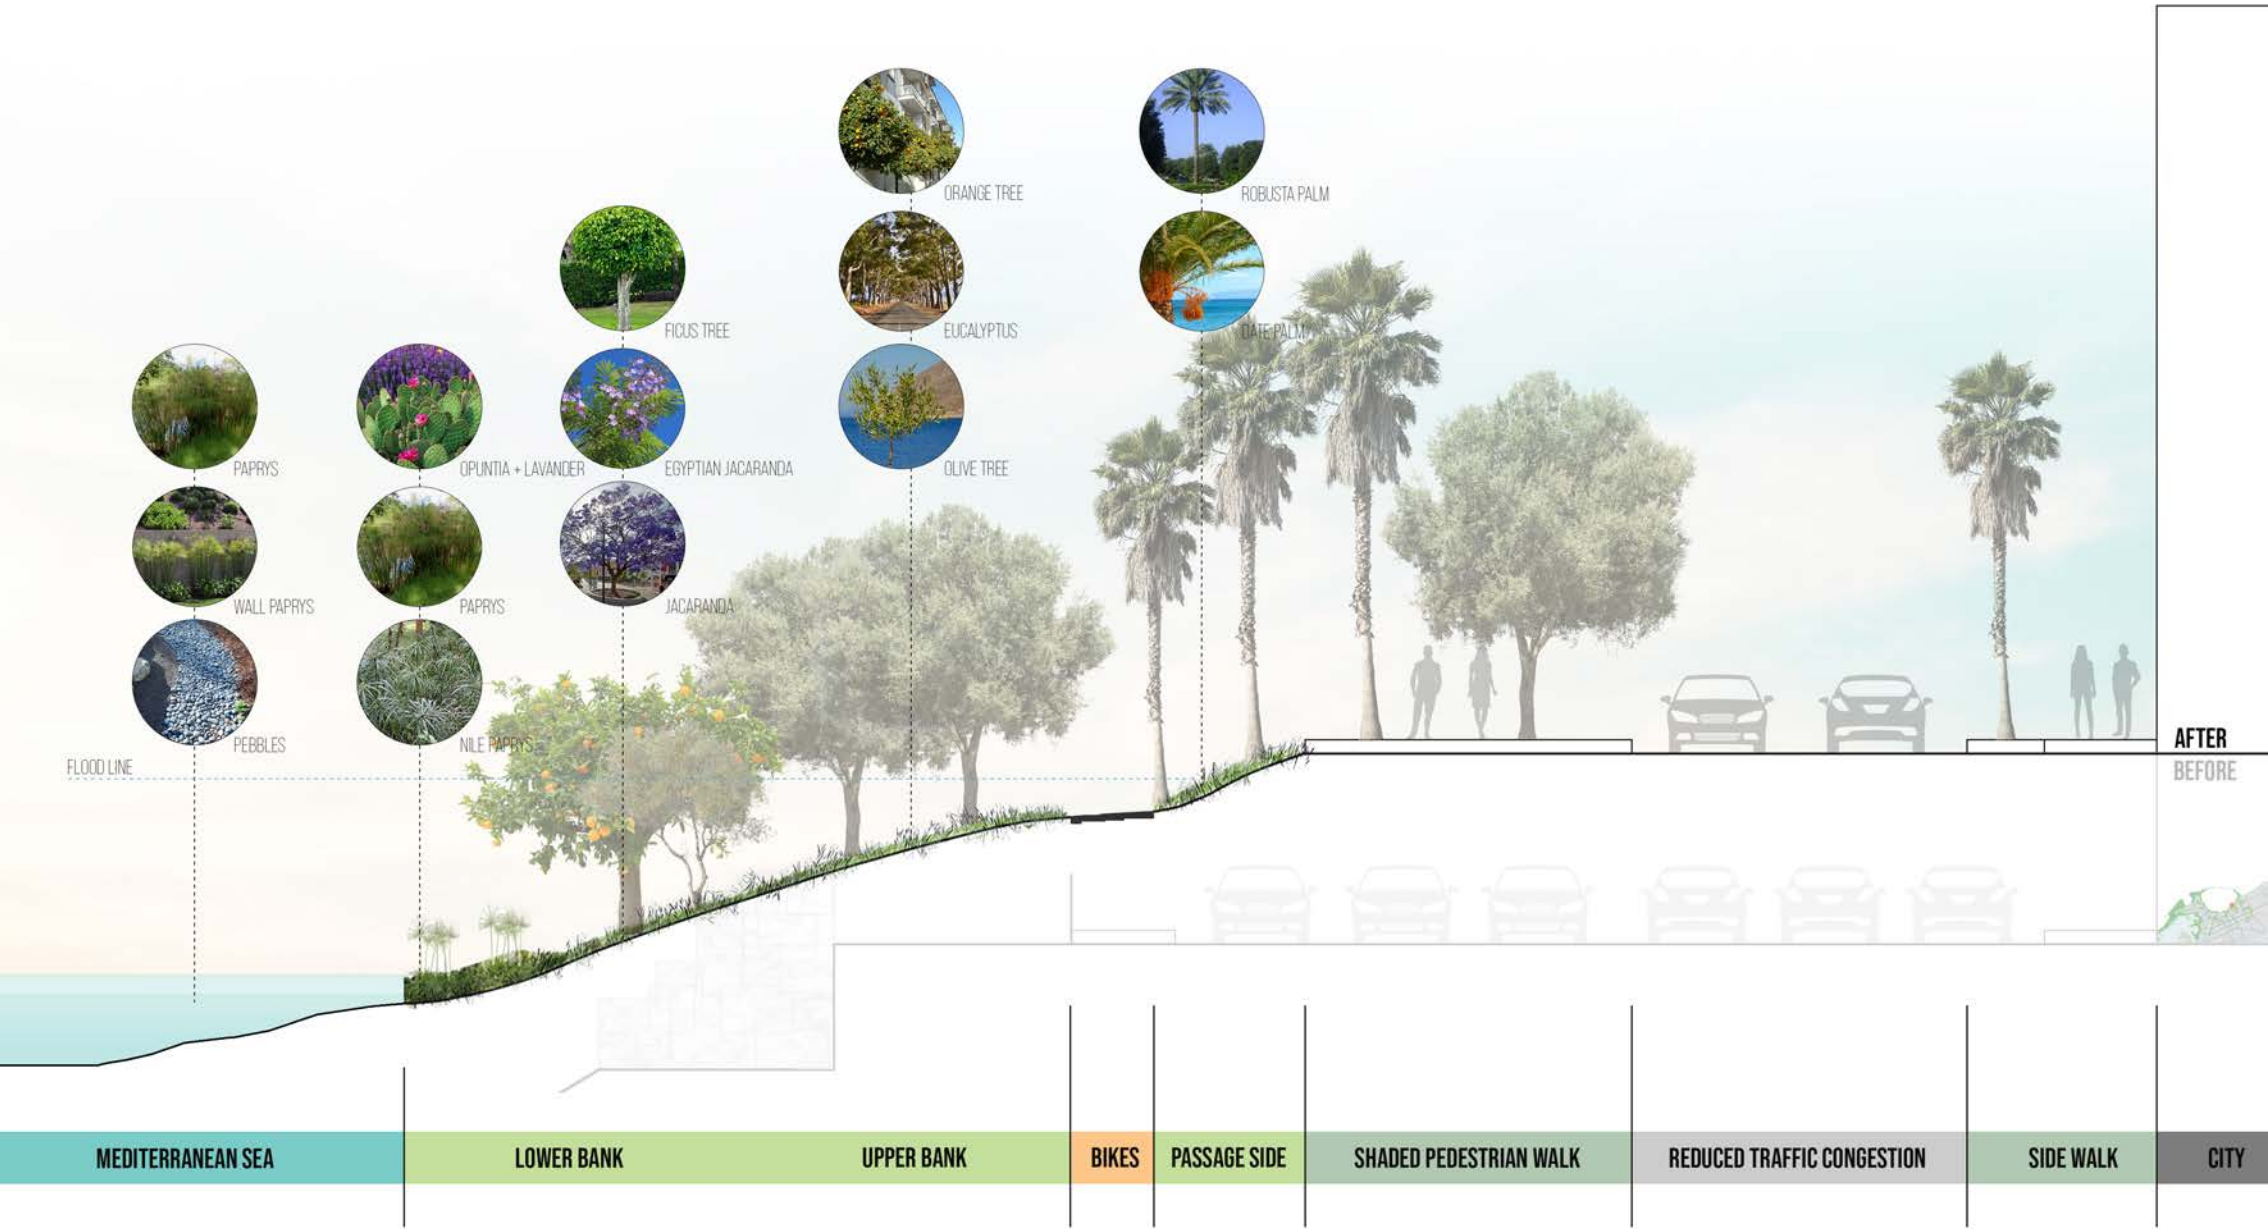 ORANGE TREE
ROBUSTA PALM
FICUS TREE
EUCALYPTUS
DATE PALM
PAPRYS
OPUNTIA + LAVANDER
EGYPTIAN JACARANDA
OLIVE TREE
WALL PAPRYS
PAPRYS
JACARANDA
PEBBLES
NILE PAPRYS
FLOOD LINE
AFTER
BEFORE
MEDITERRANEAN SEA
LOWER BANK
UPPER BANK
BIKES
PASSAGE SIDE
SHADED PEDESTRIAN WALK
REDUCED TRAFFIC CONGESTION
SIDE WALK
CITY